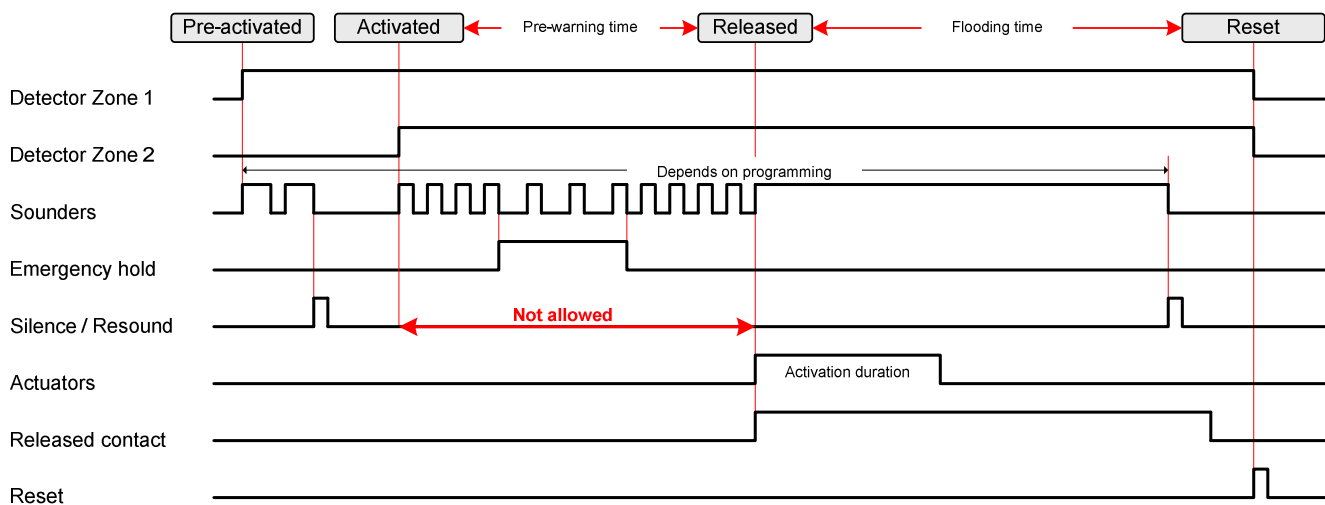 Pre-activated
Activated
Pre-warning time
Released
Flooding time
Reset
Detector Zone 1
Detector Zone 2
Depends on programming
Sounders
Emergency hold
Silence / Resound
Not allowed
Actuators
Activation duration
Released contact
Reset